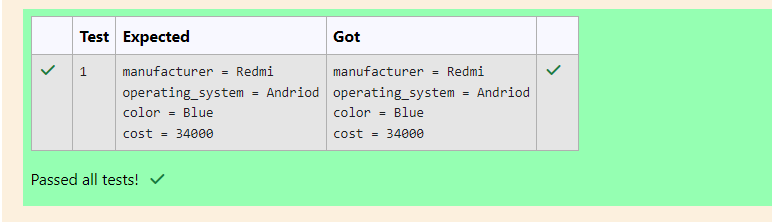 Test Expected Got
1 manufacturer = Redmi manufacturer = Redmi
operating_system = Andriod operating_system = Andriod
color = Blue color = Blue
cost = 34000 cost = 34000
Passed all tests!